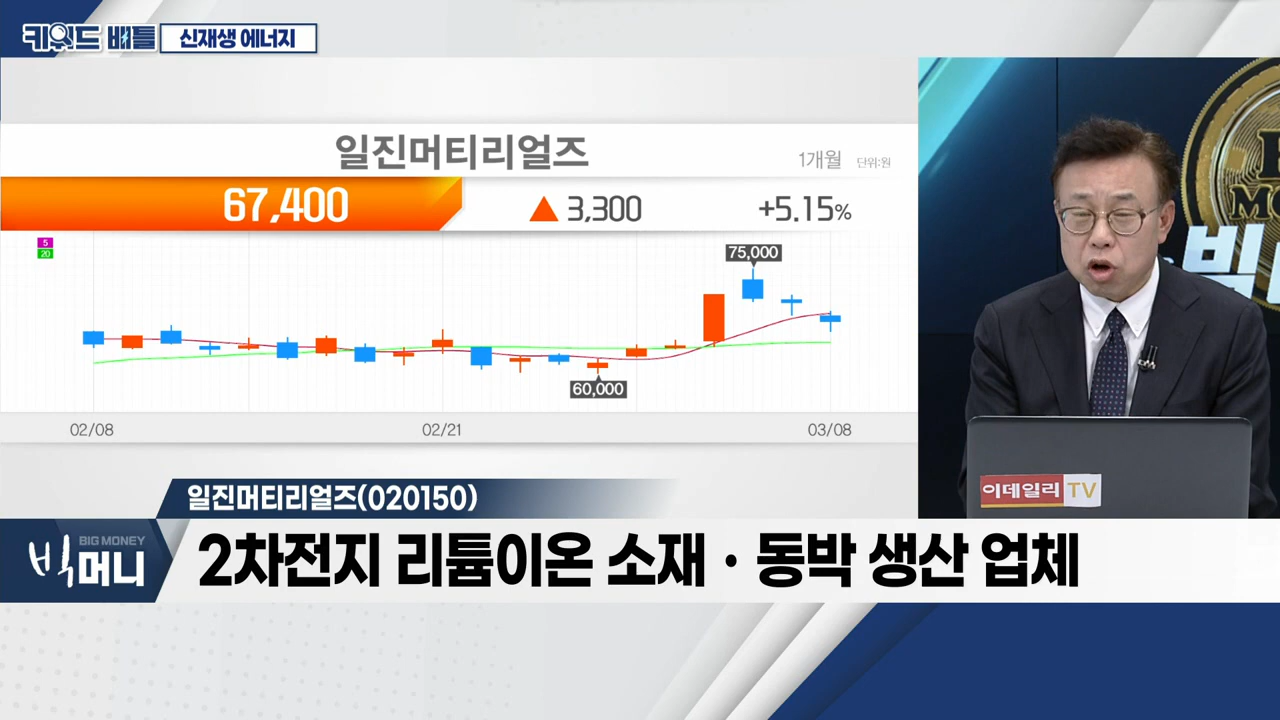 키워드 배틀 신재생 에너지
일진머티리얼즈
1개월 단위:원
67,400 ▲ 3,300 +5.15%
5
20
75,000
60,000
02/08 02/21 03/08
이데일리 TV
일진머티리얼즈(020150)
BIG MONEY
빅머니
2차전지 리튬이온 소재 · 동박 생산 업체